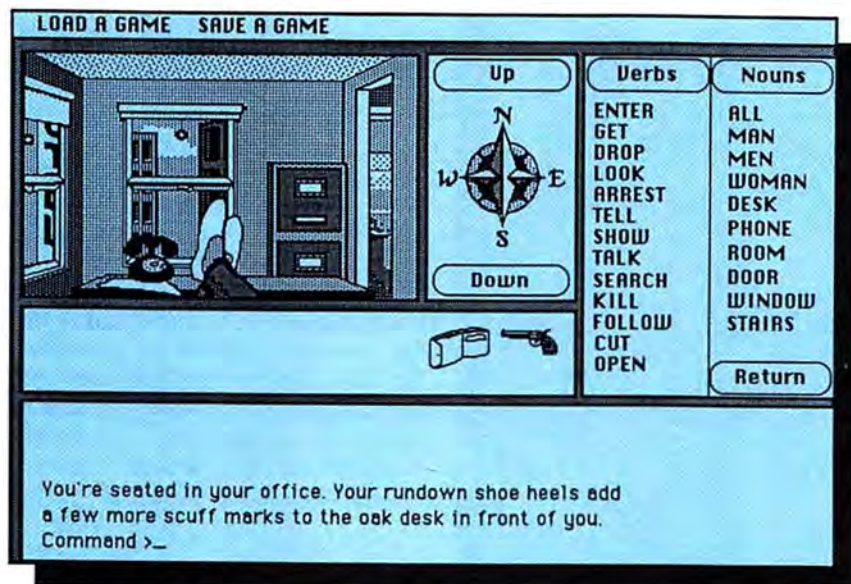 LOAD A GAME SAVE A GAME
Up
N
W E
S
Down
Verbs
ENTER
GET
DROP
LOOK
ARREST
TELL
SHOW
TALK
SEARCH
KILL
FOLLOW
CUT
OPEN
Nouns
ALL
MAN
MEN
WOMAN
DESK
PHONE
ROOM
DOOR
WINDOW
STAIRS
Return
You're seated in your office. Your rundown shoe heels add
a few more scuff marks to the oak desk in front of you.
Command >_